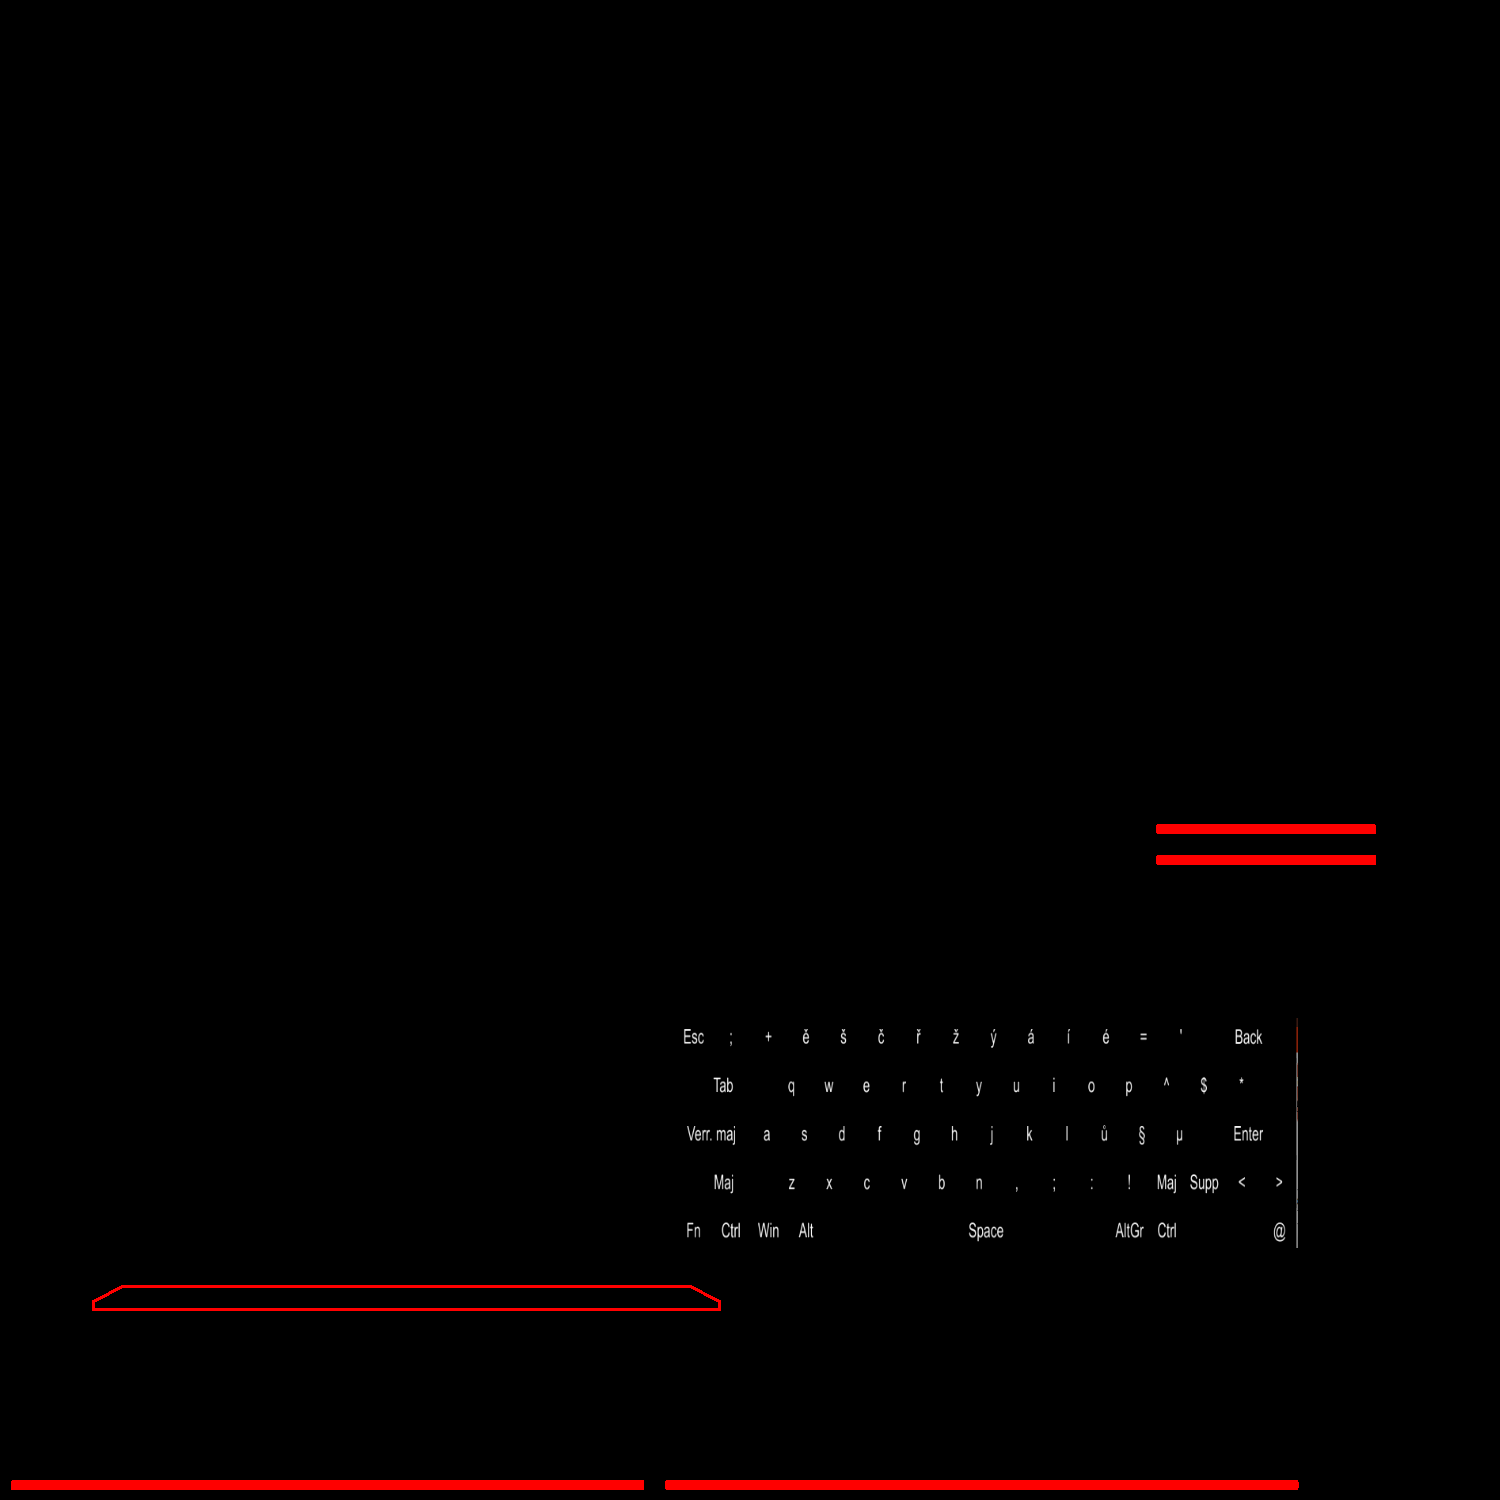 Esc ; + ě š č ř ž ý á í é = ' Back
Tab q w e r t y u i o p ^ $ *
Verr. maj a s d f g h j k l ů § µ Enter
Maj z x c v b n , ; : ! Maj Supp < >
Fn Ctrl Win Alt Space AltGr Ctrl @